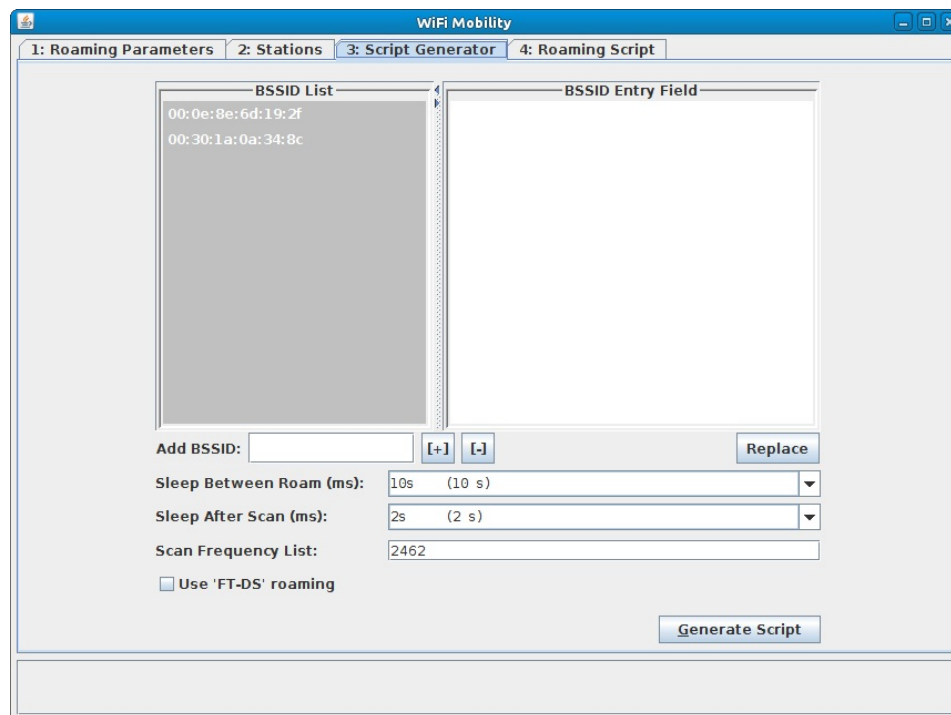 WiFi Mobility
1: Roaming Parameters 2: Stations 3: Script Generator 4: Roaming Script
BSSID List
00:0e:8e:6d:19:2f
00:30:1a:0a:34:8c
BSSID Entry Field
Add BSSID: [+] [-] Replace
Sleep Between Roam (ms): 10s (10 s)
Sleep After Scan (ms): 2s (2 s)
Scan Frequency List: 2462
Use 'FT-DS' roaming
Generate Script